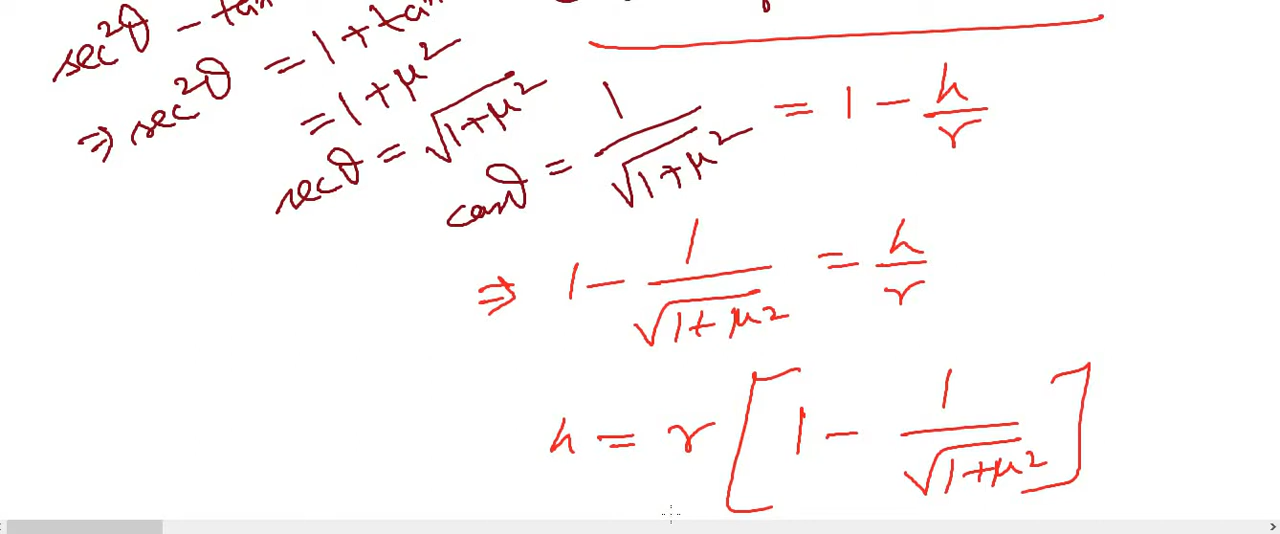 sec²θ - tan
⇒ sec²θ = 1 + tan
= 1 + μ²
secθ = √(1+μ²)
cosθ = 1/√(1+μ²) = 1 - h/r
⇒ 1 - 1/√(1+μ²) = h/r
h = r [1 - 1/√(1+μ²)]